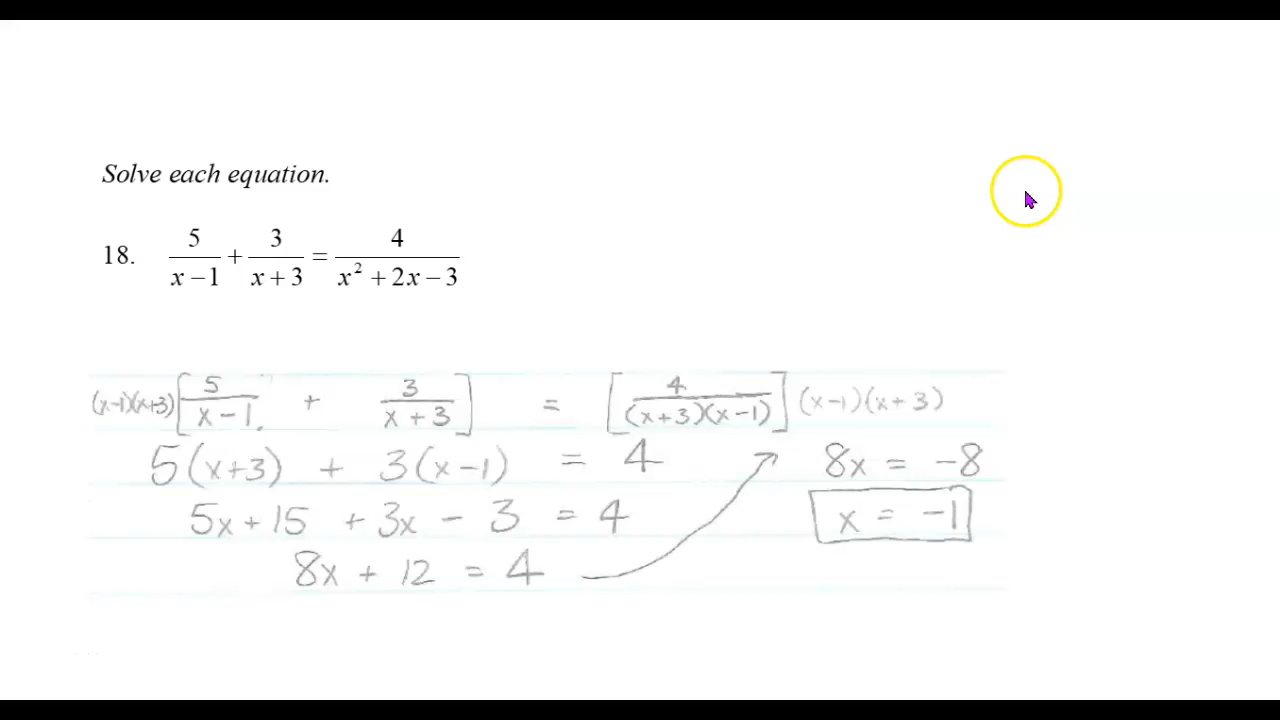 Solve each equation.
18. 5/(x − 1) + 3/(x + 3) = 4/(x² + 2x − 3)
(x-1)(x+3)[5/(x-1) + 3/(x+3)] = [4/((x+3)(x-1))](x-1)(x+3)
5(x+3) + 3(x-1) = 4
5x+15 + 3x - 3 = 4
8x + 12 = 4
8x = -8
x = -1